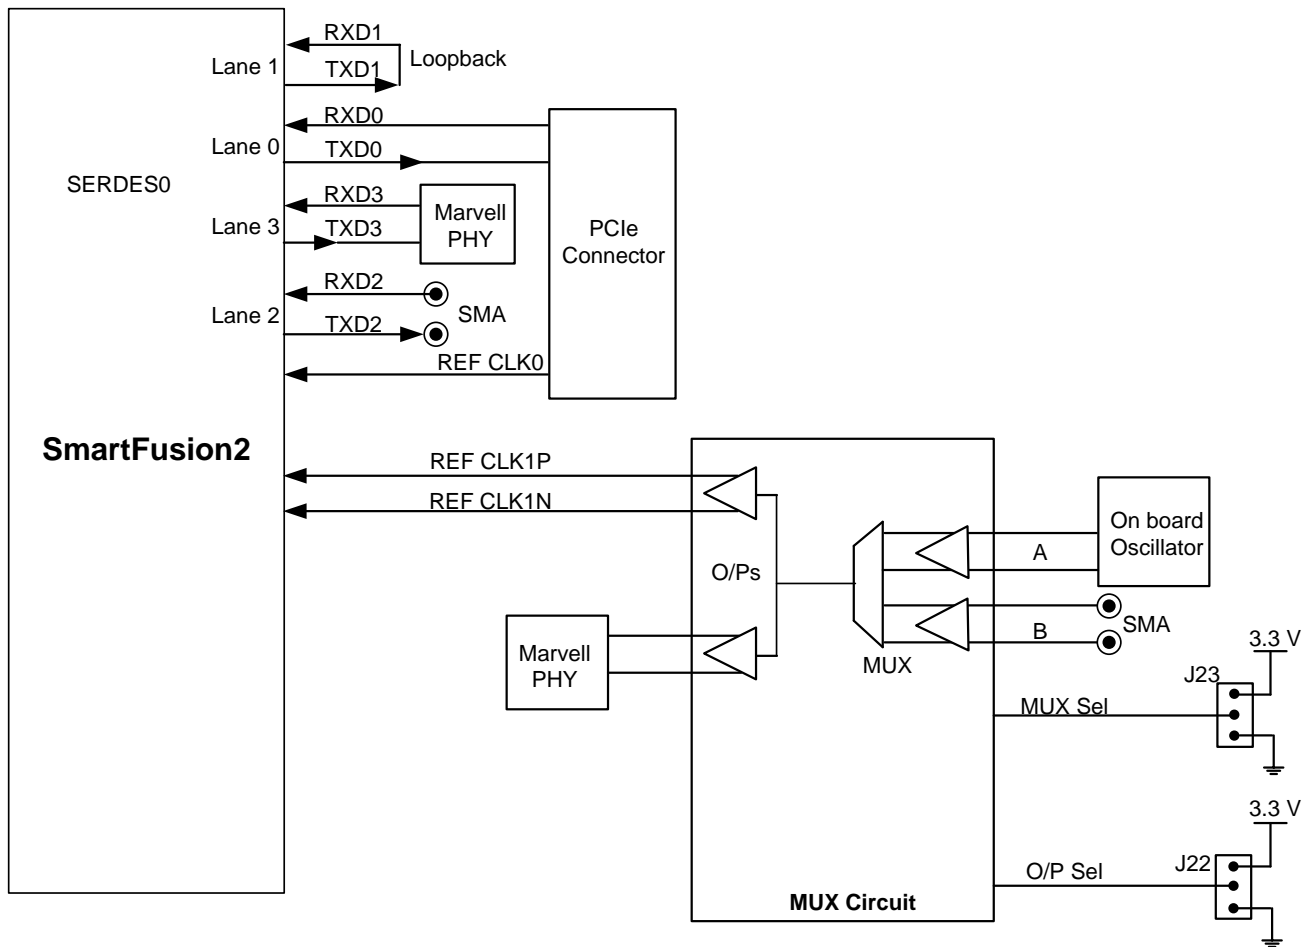 RXD1
Loopback
Lane 1
TXD1
RXD0
Lane 0
TXD0
SERDES0
RXD3
Marvell
PHY
Lane 3
TXD3
PCIe
Connector
RXD2
SMA
Lane 2
TXD2
REF CLK0
SmartFusion2
REF CLK1P
REF CLK1N
On board
Oscillator
A
O/Ps
B
SMA
MUX
Marvell
PHY
3.3 V
J23
MUX Sel
3.3 V
J22
O/P Sel
MUX Circuit